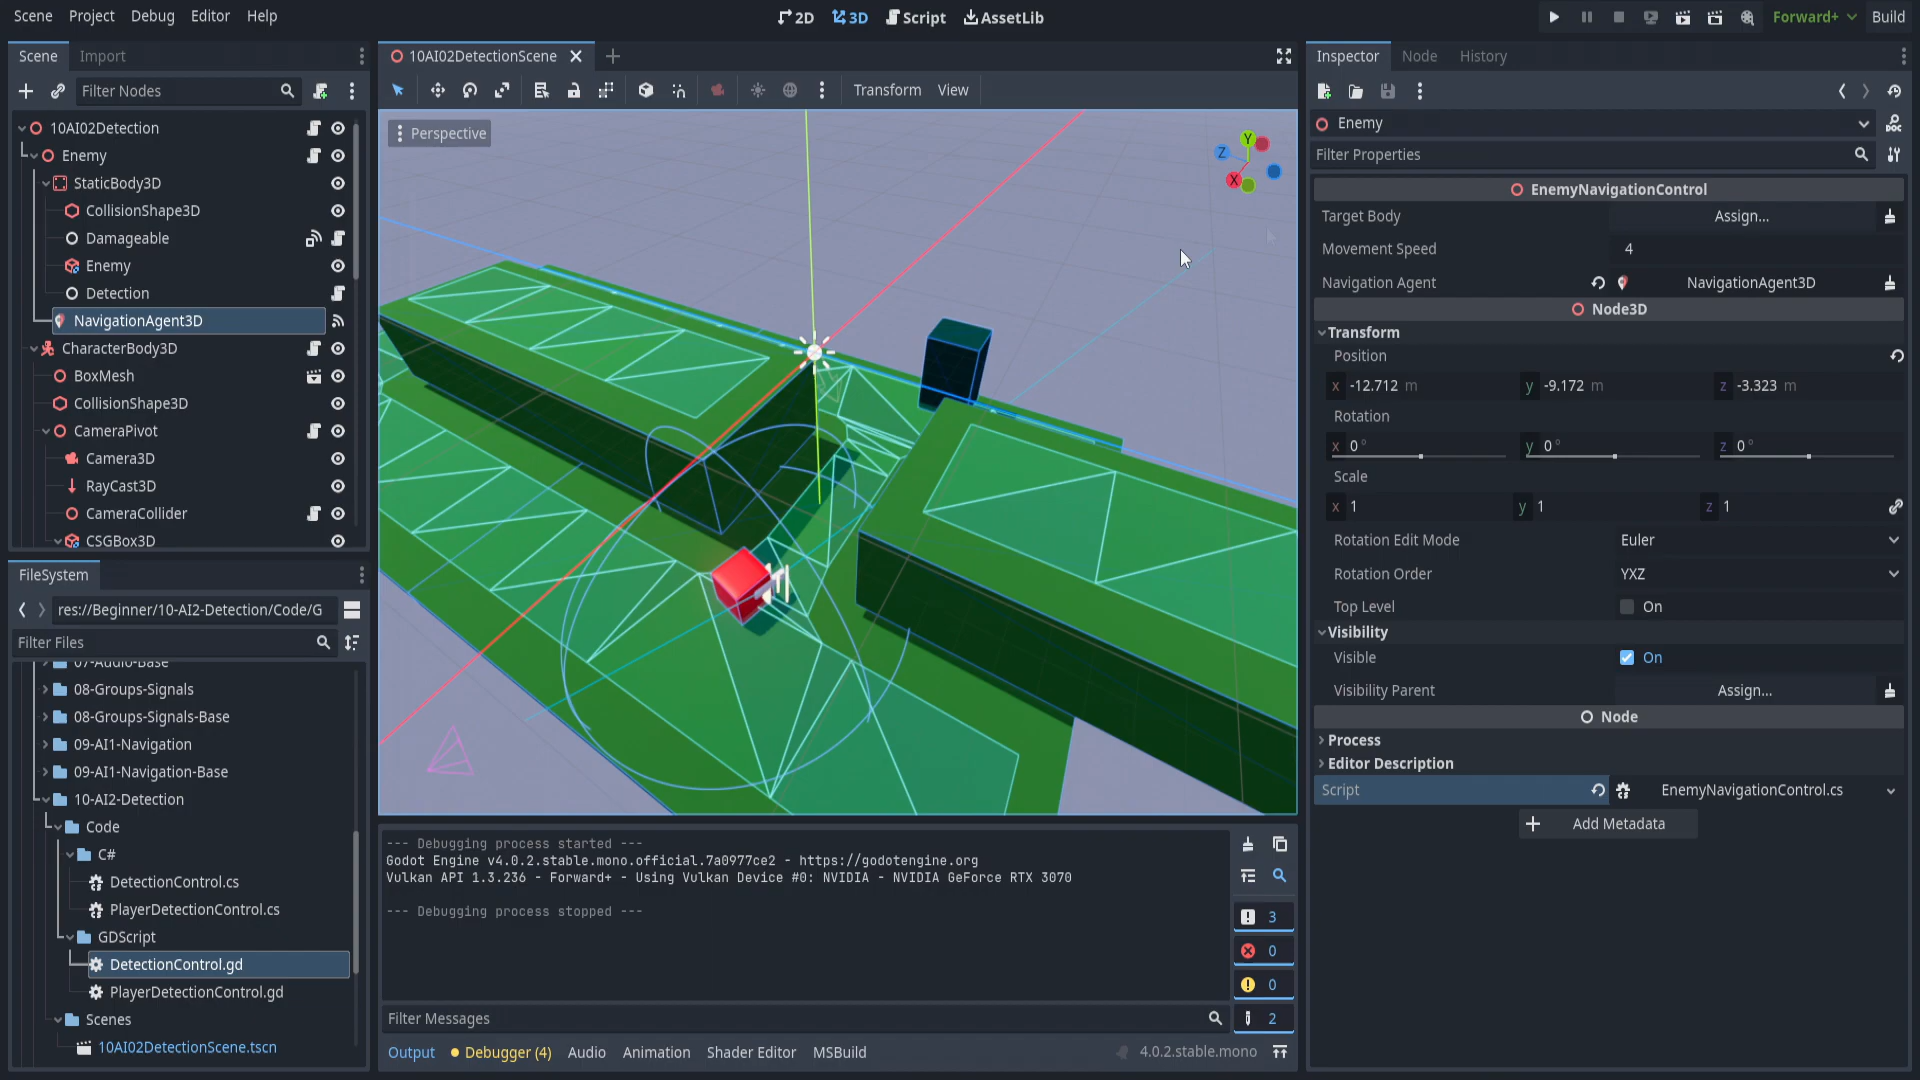 Scene Project Debug Editor Help
2D 3D Script AssetLib
Forward+ Build
Scene Import
Filter Nodes
10AI02Detection
Enemy
StaticBody3D
CollisionShape3D
Damageable
Enemy
Detection
NavigationAgent3D
CharacterBody3D
BoxMesh
CollisionShape3D
CameraPivot
Camera3D
RayCast3D
CameraCollider
CSGBox3D
FileSystem
res://Beginner/10-AI2-Detection/Code/G
Filter Files
07-Audio-Base
08-Groups-Signals
08-Groups-Signals-Base
09-AI1-Navigation
09-AI1-Navigation-Base
10-AI2-Detection
Code
C#
DetectionControl.cs
PlayerDetectionControl.cs
GDScript
DetectionControl.gd
PlayerDetectionControl.gd
Scenes
10AI02DetectionScene.tscn
10AI02DetectionScene
Transform View
Perspective
Y
Z
X
--- Debugging process started ---
Godot Engine v4.0.2.stable.mono.official.7a0977ce2 - https://godotengine.org
Vulkan API 1.3.236 - Forward+ - Using Vulkan Device #0: NVIDIA - NVIDIA GeForce RTX 3070
--- Debugging process stopped ---
3
0
0
2
Filter Messages
Output Debugger (4) Audio Animation Shader Editor MSBuild 4.0.2.stable.mono
Inspector Node History
Enemy
Filter Properties
EnemyNavigationControl
Target Body Assign...
Movement Speed 4
Navigation Agent NavigationAgent3D
Node3D
Transform
Position
x -12.712 m y -9.172 m z -3.323 m
Rotation
x 0° y 0° z 0°
Scale
x 1 y 1 z 1
Rotation Edit Mode Euler
Rotation Order YXZ
Top Level On
Visibility
Visible On
Visibility Parent Assign...
Node
Process
Editor Description
Script EnemyNavigationControl.cs
Add Metadata